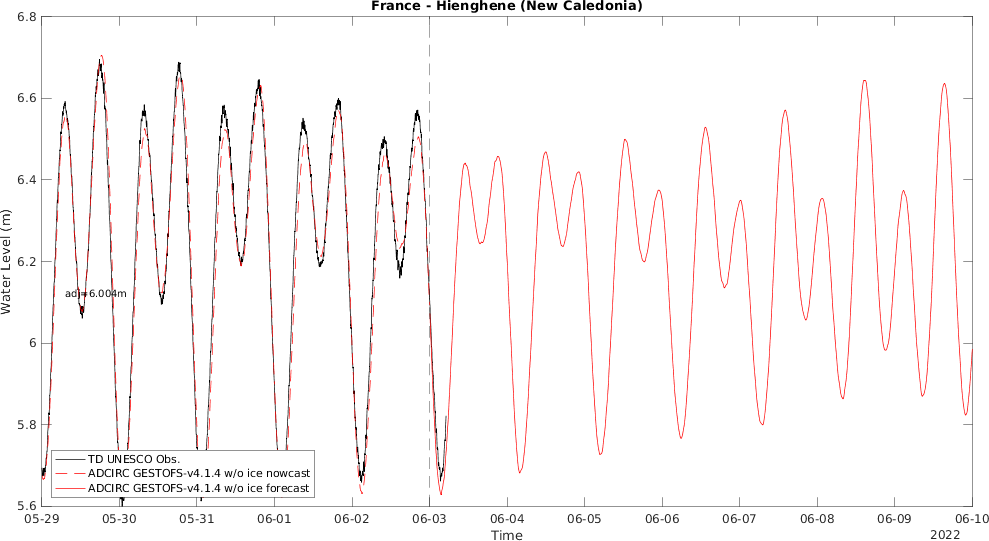 France - Hienghene (New Caledonia)
Water Level (m)
6.8
6.6
6.4
6.2
6
5.8
5.6
adj=6.004m
TD UNESCO Obs.
ADCIRC GESTOFS-v4.1.4 w/o ice nowcast
ADCIRC GESTOFS-v4.1.4 w/o ice forecast
05-29 05-30 05-31 06-01 06-02 06-03 06-04 06-05 06-06 06-07 06-08 06-09 06-10
Time
2022